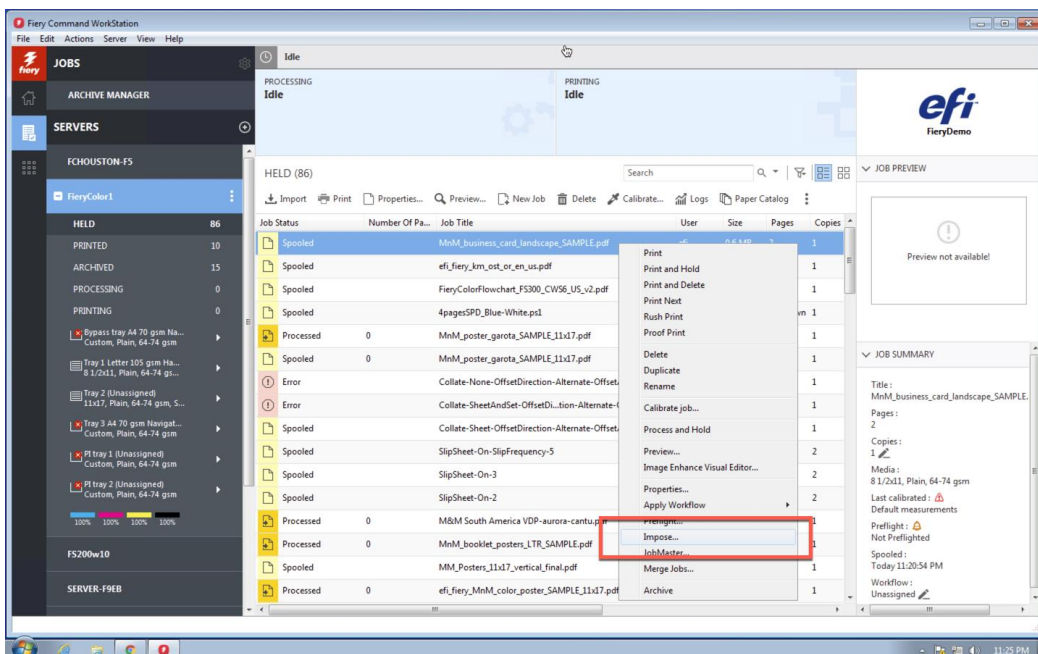 Fiery Command WorkStation
File Edit Actions Server View Help
fiery
JOBS
ARCHIVE MANAGER
SERVERS
FCHOUSTON-F5
FieryColor1
HELD 86
PRINTED 10
ARCHIVED 15
PROCESSING 0
PRINTING 0
Bypass tray A4 70 gsm Na...
Custom, Plain, 64-74 gsm
Tray 1 Letter 105 gsm Ha...
8 1/2x11, Plain, 64-74 gs...
Tray 2 (Unassigned)
11x17, Plain, 64-74 gsm, S...
Tray 3 A4 70 gsm Navigat...
Custom, Plain, 64-74 gsm
PI tray 1 (Unassigned)
Custom, Plain, 64-74 gsm
PI tray 2 (Unassigned)
Custom, Plain, 64-74 gsm
100% 100% 100% 100%
FS200w10
SERVER-F9EB
Idle
PROCESSING
Idle
PRINTING
Idle
HELD (86)
Search
Import Print Properties... Preview... New Job Delete Calibrate... Logs Paper Catalog
Job Status Number Of Pa... Job Title User Size Pages Copies
Spooled MnM_business_card_landscape_SAMPLE.pdf efi 0.6 MB 2 1
Spooled efi_fiery_km_ost_or_en_us.pdf 1
Spooled FieryColorFlowchart_FS300_CWS6_US_v2.pdf 1
Spooled 4pagesSPD_Blue-White.ps1 vn 1
Processed 0 MnM_poster_garota_SAMPLE_11x17.pdf 1
Spooled 0 MnM_poster_garota_SAMPLE_11x17.pdf 1
Error Collate-None-OffsetDirection-Alternate-Offset 1
Error Collate-SheetAndSet-OffsetDi...tion-Alternate- 1
Spooled Collate-Sheet-OffsetDirection-Alternate-Offset 1
Spooled SlipSheet-On-SlipFrequency-5 2
Spooled SlipSheet-On-3 2
Spooled SlipSheet-On-2 2
Processed 0 M&M South America VDP-aurora-cantu.pdf 1
Processed 0 MnM_booklet_posters_LTR_SAMPLE.pdf 1
Spooled MM_Posters_11x17_vertical_final.pdf 1
Processed 0 efi_fiery_MnM_color_poster_SAMPLE_11x17.pdf 1
Print
Print and Hold
Print and Delete
Print Next
Rush Print
Proof Print
Delete
Duplicate
Rename
Calibrate job...
Process and Hold
Preview...
Image Enhance Visual Editor...
Properties...
Apply Workflow
Preflight...
Impose...
JobMaster...
Merge Jobs...
Archive
efi
FieryDemo
JOB PREVIEW
Preview not available!
JOB SUMMARY
Title :
MnM_business_card_landscape_SAMPLE.
Pages :
2
Copies :
1
Media :
8 1/2x11, Plain, 64-74 gsm
Last calibrated :
Default measurements
Preflight :
Not Preflighted
Spooled :
Today 11:20:54 PM
Workflow :
Unassigned
11:25 PM